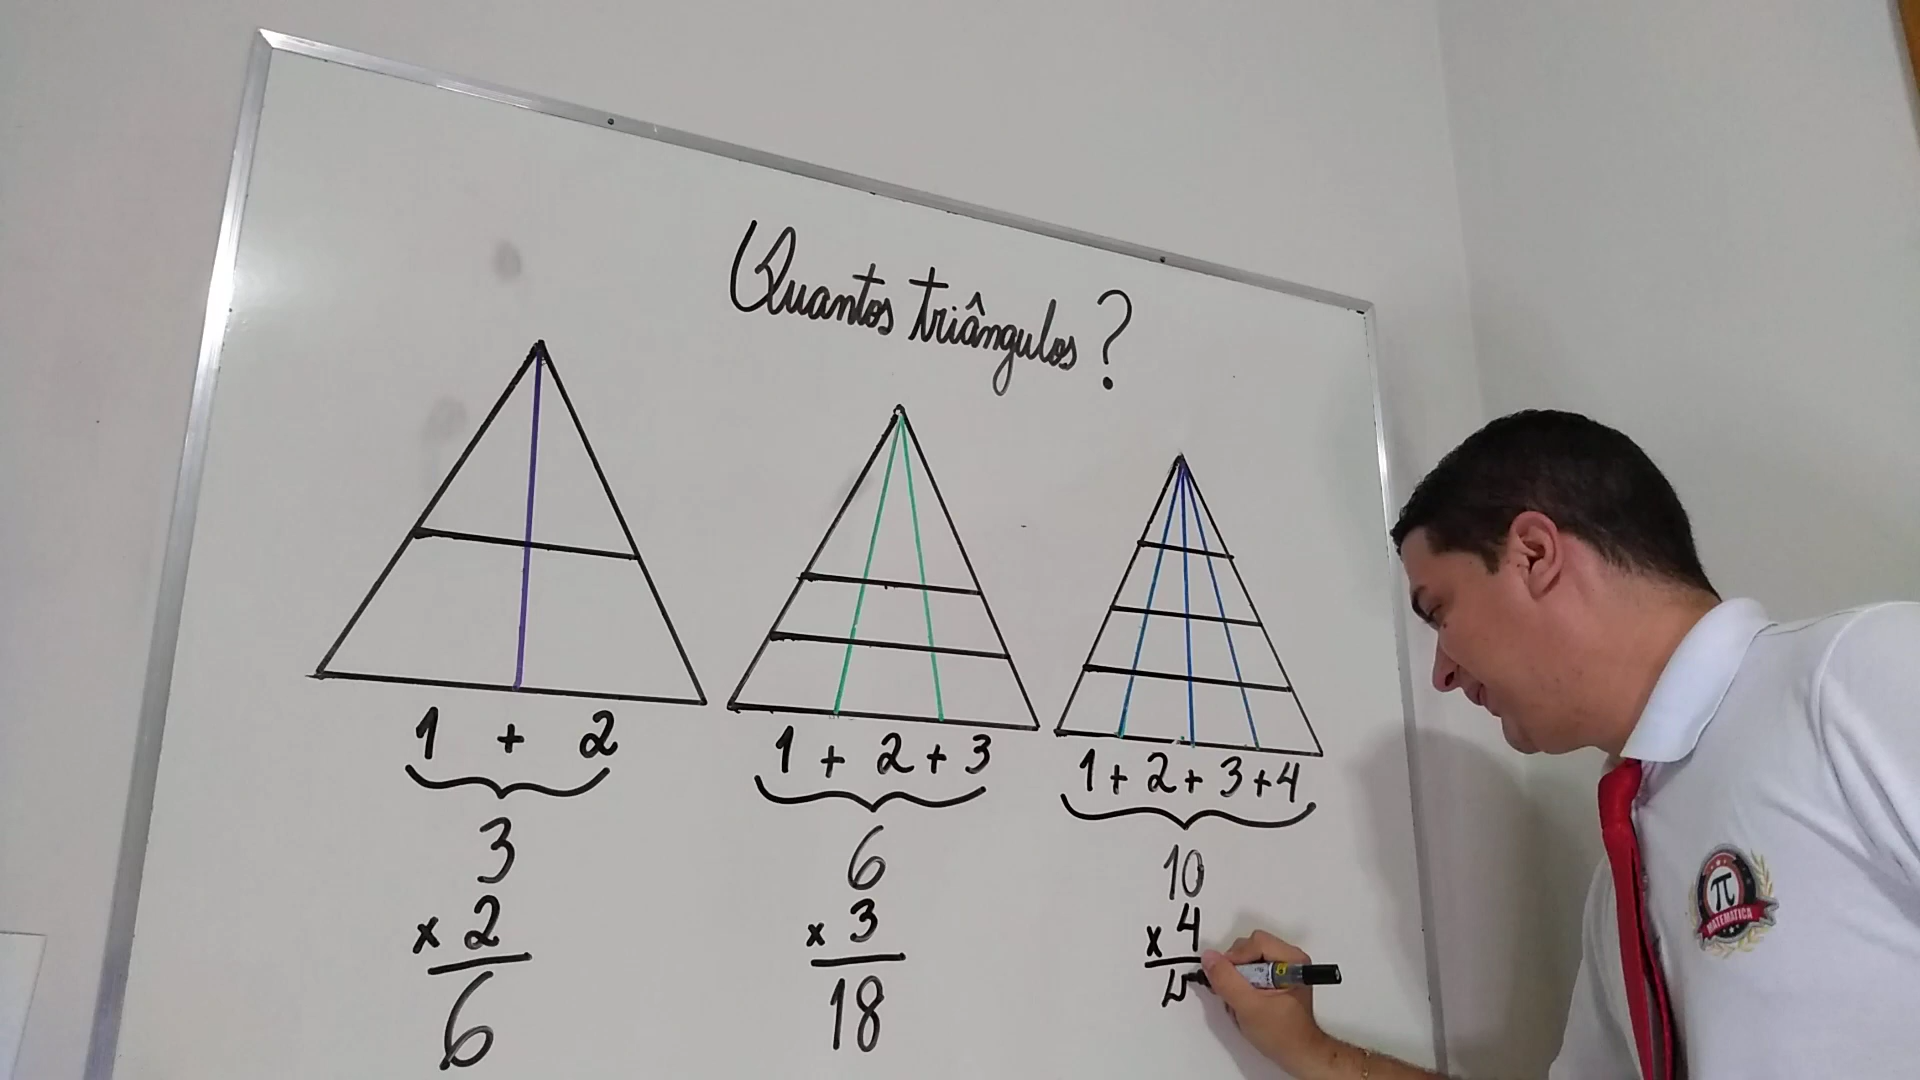 Quantos triângulos?
1 + 2
3
x 2
6
1 + 2 + 3
6
x 3
18
1 + 2 + 3 + 4
10
x 4
π
MATEMÁTICA